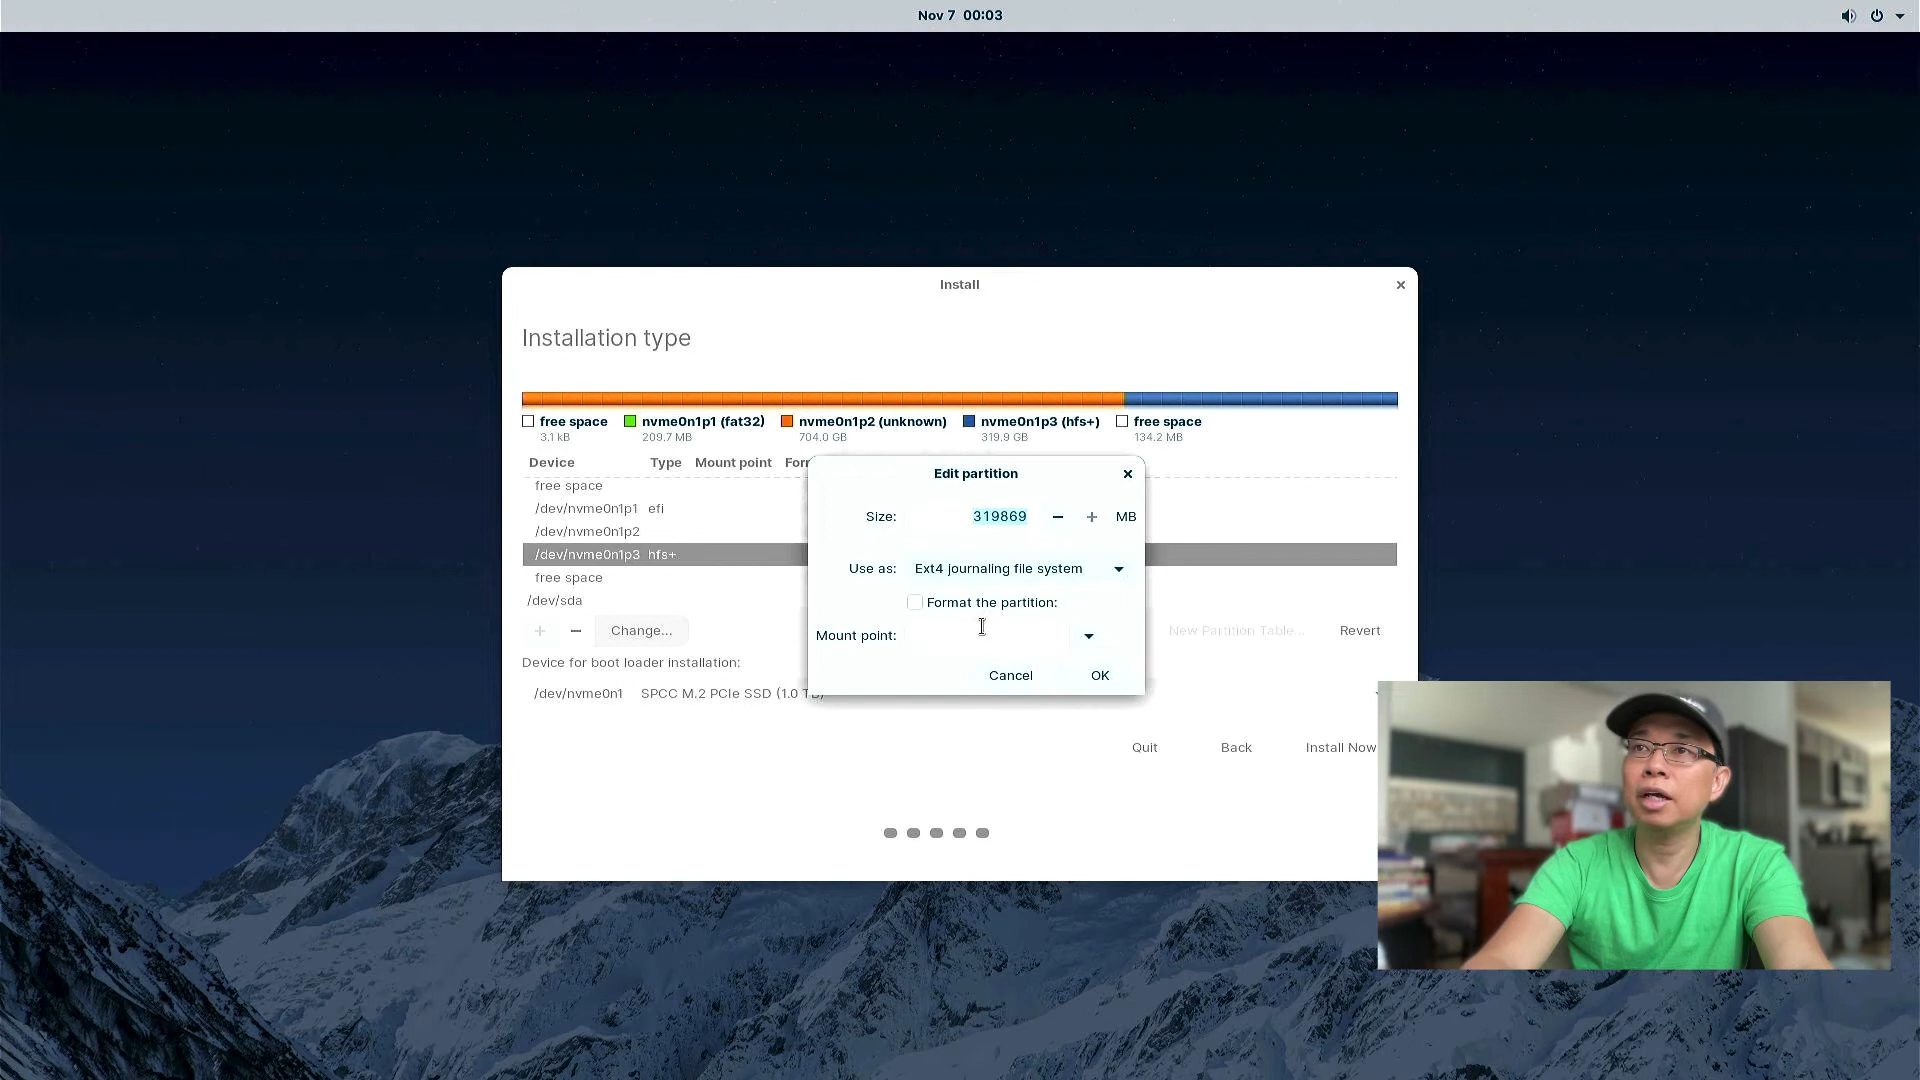 Nov 7 00:03
Install
Installation type
free space
3.1 kB
nvme0n1p1 (fat32)
209.7 MB
nvme0n1p2 (unknown)
704.0 GB
nvme0n1p3 (hfs+)
319.9 GB
free space
134.2 MB
Device Type Mount point
free space
/dev/nvme0n1p1 efi
/dev/nvme0n1p2
/dev/nvme0n1p3 hfs+
free space
/dev/sda
+ − Change...
New Partition Table... Revert
Device for boot loader installation:
/dev/nvme0n1 SPCC M.2 PCIe SSD (1.0 TB)
Quit Back Install Now
Edit partition
Size: 319869 − + MB
Use as: Ext4 journaling file system
Format the partition:
Mount point:
Cancel OK